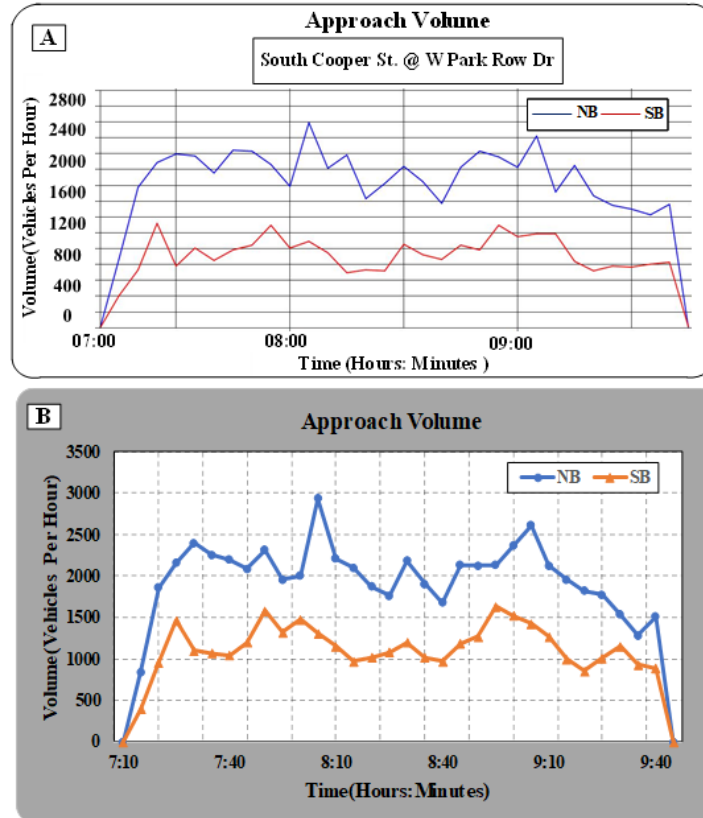 Approach Volume
A
South Cooper St. @ W Park Row Dr
2800
2400
2000
1600
1200
800
400
0
NB
SB
Volume(Vehicles Per Hour)
07:00
08:00
09:00
Time (Hours: Minutes )
B
Approach Volume
3500
3000
2500
2000
1500
1000
500
0
NB
SB
Volume(Vehicles Per Hour)
7:10
7:40
8:10
8:40
9:10
9:40
Time(Hours:Minutes)